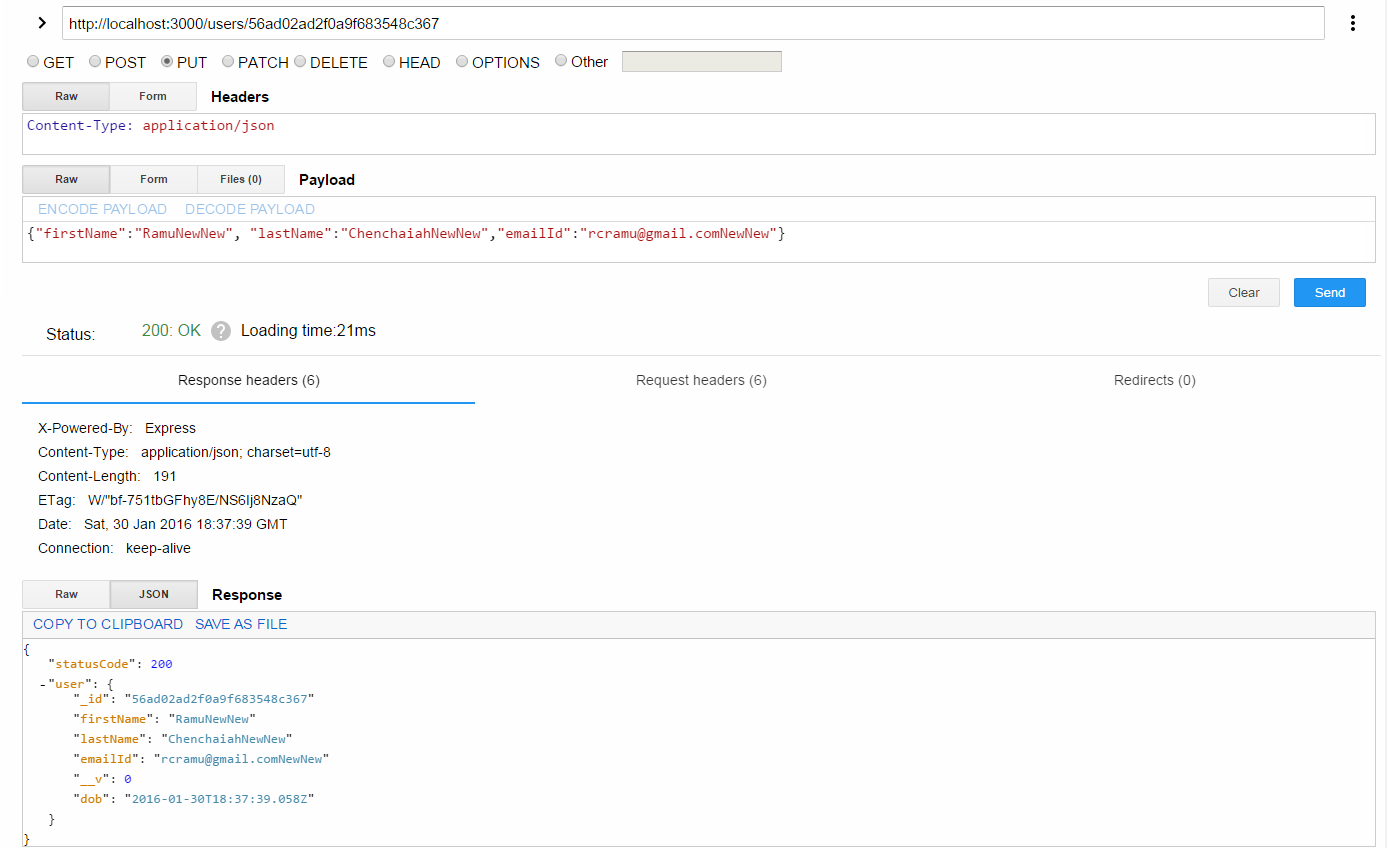 http://localhost:3000/users/56ad02ad2f0a9f683548c367
GET POST PUT PATCH DELETE HEAD OPTIONS Other
Raw Form Headers
Content-Type: application/json
Raw Form Files (0) Payload
ENCODE PAYLOAD DECODE PAYLOAD
{"firstName":"RamuNewNew", "lastName":"ChenchaiahNewNew","emailId":"rcramu@gmail.comNewNew"}
Clear Send
Status: 200: OK ? Loading time:21ms
Response headers (6) Request headers (6) Redirects (0)
X-Powered-By: Express
Content-Type: application/json; charset=utf-8
Content-Length: 191
ETag: W/"bf-751tbGFhy8E/NS6Ij8NzaQ"
Date: Sat, 30 Jan 2016 18:37:39 GMT
Connection: keep-alive
Raw JSON Response
COPY TO CLIPBOARD SAVE AS FILE
{
"statusCode": 200
-"user": {
"_id": "56ad02ad2f0a9f683548c367"
"firstName": "RamuNewNew"
"lastName": "ChenchaiahNewNew"
"emailId": "rcramu@gmail.comNewNew"
"__v": 0
"dob": "2016-01-30T18:37:39.058Z"
}
}